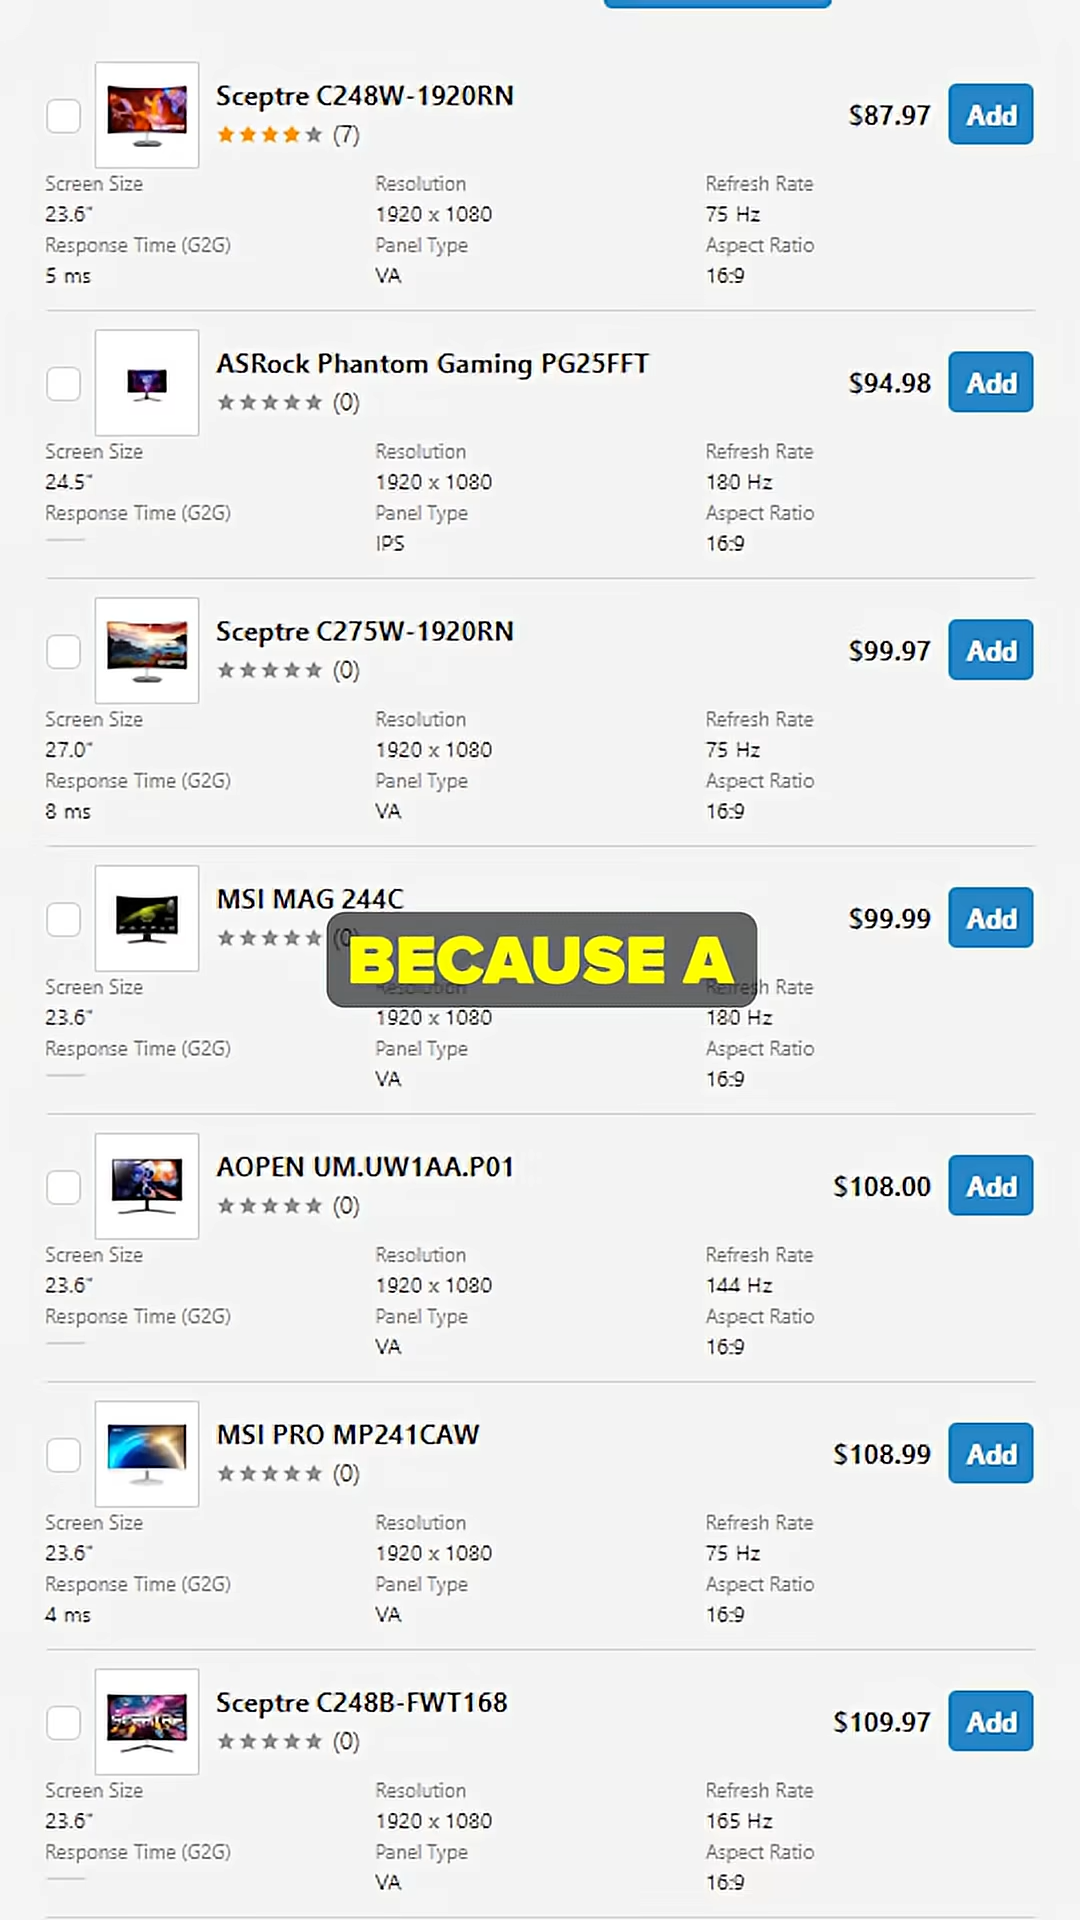 Sceptre C248W-1920RN
(7)
$87.97
Add
Screen Size
Resolution
Refresh Rate
23.6"
1920 x 1080
75 Hz
Response Time (G2G)
Panel Type
Aspect Ratio
5 ms
VA
16:9
ASRock Phantom Gaming PG25FFT
(0)
$94.98
Add
Screen Size
Resolution
Refresh Rate
24.5"
1920 x 1080
180 Hz
Response Time (G2G)
Panel Type
Aspect Ratio
IPS
16:9
Sceptre C275W-1920RN
(0)
$99.97
Add
Screen Size
Resolution
Refresh Rate
27.0"
1920 x 1080
75 Hz
Response Time (G2G)
Panel Type
Aspect Ratio
8 ms
VA
16:9
MSI MAG 244C
(0)
$99.99
Add
BECAUSE A
Screen Size
Resolution
Refresh Rate
23.6"
1920 x 1080
180 Hz
Response Time (G2G)
Panel Type
Aspect Ratio
VA
16:9
AOPEN UM.UW1AA.P01
(0)
$108.00
Add
Screen Size
Resolution
Refresh Rate
23.6"
1920 x 1080
144 Hz
Response Time (G2G)
Panel Type
Aspect Ratio
VA
16:9
MSI PRO MP241CAW
(0)
$108.99
Add
Screen Size
Resolution
Refresh Rate
23.6"
1920 x 1080
75 Hz
Response Time (G2G)
Panel Type
Aspect Ratio
4 ms
VA
16:9
Sceptre C248B-FWT168
(0)
$109.97
Add
Screen Size
Resolution
Refresh Rate
23.6"
1920 x 1080
165 Hz
Response Time (G2G)
Panel Type
Aspect Ratio
VA
16:9